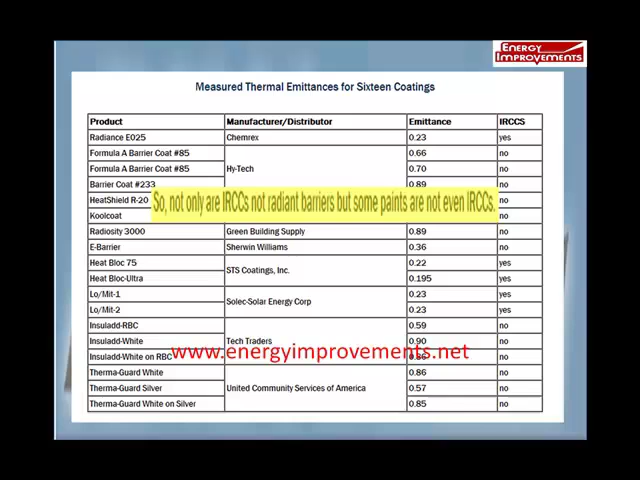 ENERGY
IMPROVEMENTS
Measured Thermal Emittances for Sixteen Coatings
Product Manufacturer/Distributor Emittance IRCCS
Radiance E025 Chemrex 0.23 yes
Formula A Barrier Coat #85 0.66 no
Formula A Barrier Coat #85 Hy-Tech 0.70 no
Barrier Coat #233 0.89 no
HeatShield R-20 no
So, not only are IRCCs not radiant barriers but some paints are not even IRCCs.
Koolcoat no
Radiosity 3000 Green Building Supply 0.89 no
E-Barrier Sherwin Williams 0.36 no
Heat Bloc 75 0.22 yes
STS Coatings, Inc.
Heat Bloc-Ultra 0.195 yes
Lo/Mit-1 0.23 yes
Solec-Solar Energy Corp
Lo/Mit-2 0.23 yes
Insuladd-RBC 0.59 no
Insuladd-White Tech Traders 0.90 no
www.energyimprovements.net
Insuladd-White on RBC no
Therma-Guard White 0.86 no
Therma-Guard Silver United Community Services of America 0.57 no
Therma-Guard White on Silver 0.85 no